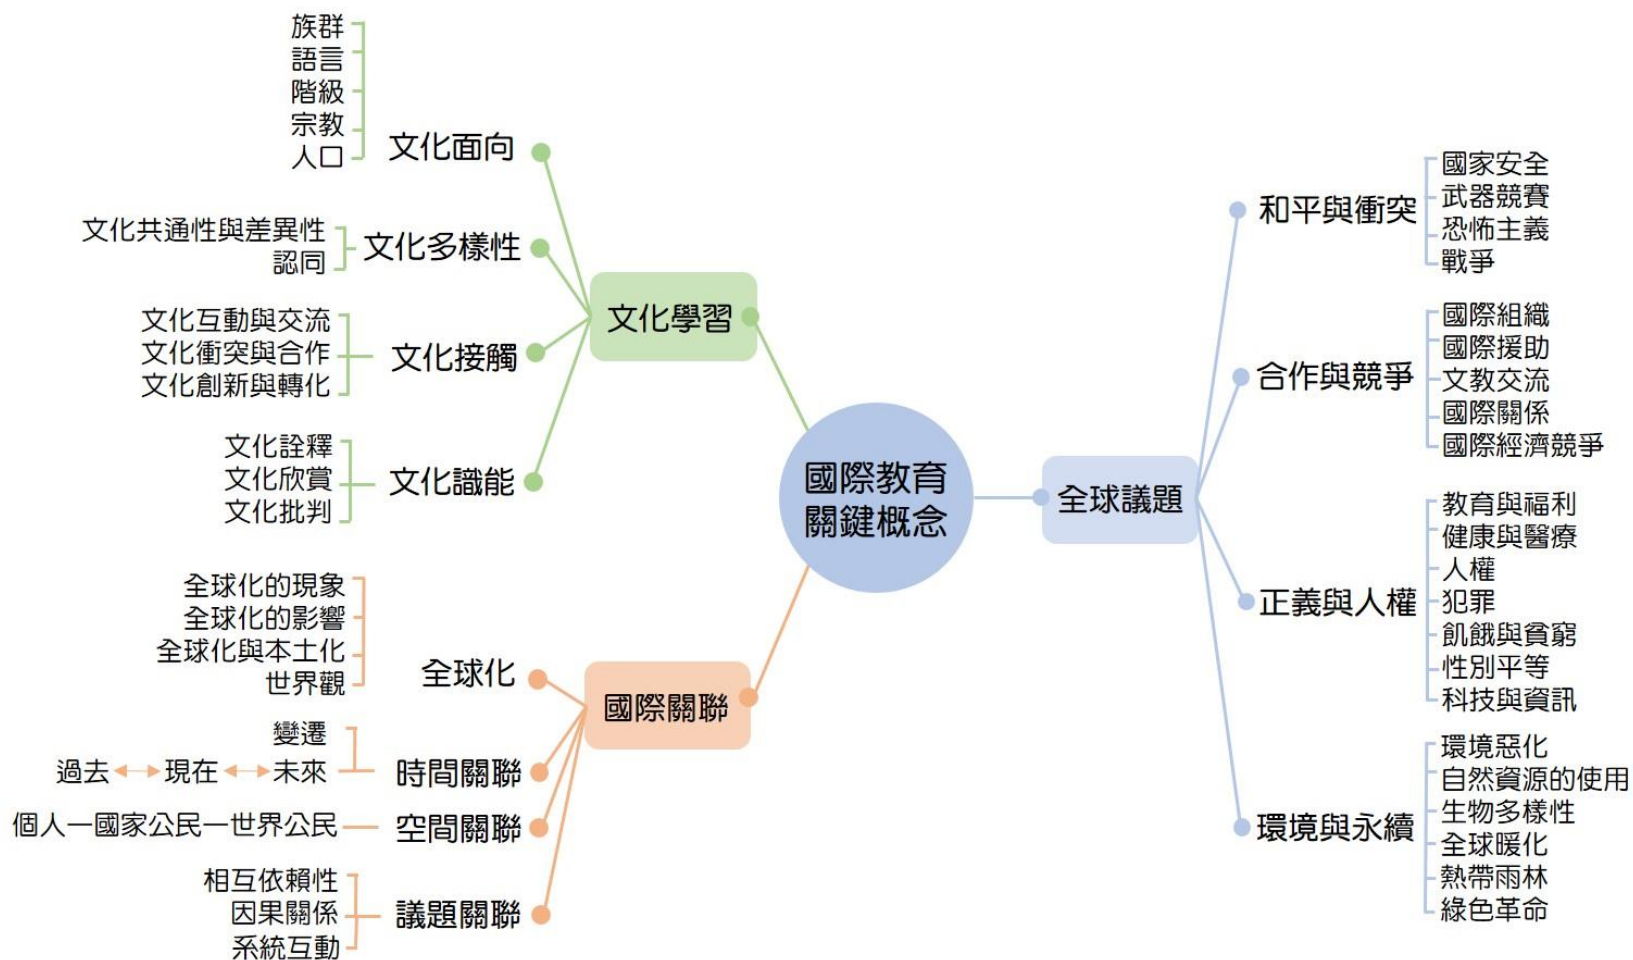 國際教育
關鍵概念
文化學習
文化面向
族群
語言
階級
宗教
人口
文化多樣性
文化共通性與差異性
認同
文化接觸
文化互動與交流
文化衝突與合作
文化創新與轉化
文化識能
文化詮釋
文化欣賞
文化批判
國際關聯
全球化
全球化的現象
全球化的影響
全球化與本土化
世界觀
時間關聯
變遷
過去 現在 未來
空間關聯
個人—國家公民—世界公民
議題關聯
相互依賴性
因果關係
系統互動
全球議題
和平與衝突
國家安全
武器競賽
恐怖主義
戰爭
合作與競爭
國際組織
國際援助
文教交流
國際關係
國際經濟競爭
正義與人權
教育與福利
健康與醫療
人權
犯罪
飢餓與貧窮
性別平等
科技與資訊
環境與永續
環境惡化
自然資源的使用
生物多樣性
全球暖化
熱帶雨林
綠色革命